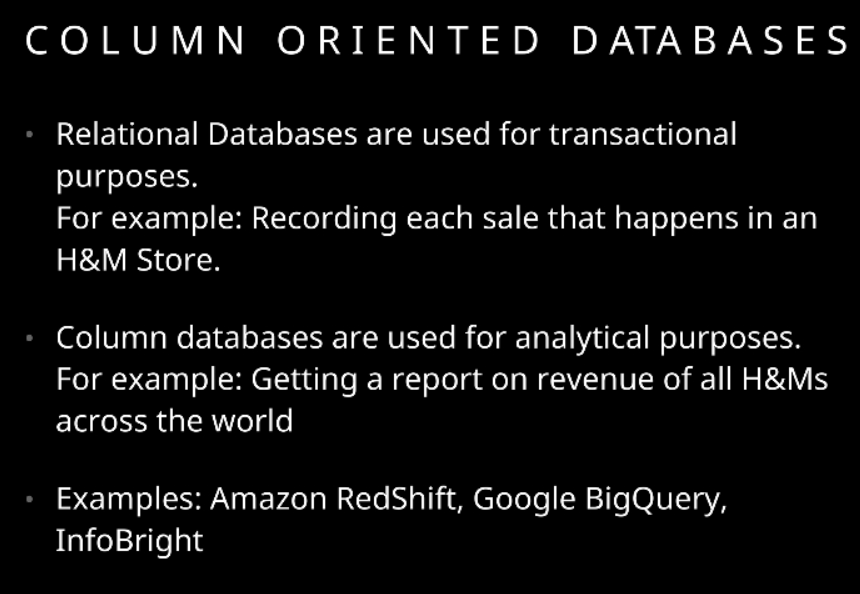 COLUMN ORIENTED DATABASES
• Relational Databases are used for transactional
purposes.
For example: Recording each sale that happens in an
H&M Store.
• Column databases are used for analytical purposes.
For example: Getting a report on revenue of all H&Ms
across the world
• Examples: Amazon RedShift, Google BigQuery,
InfoBright